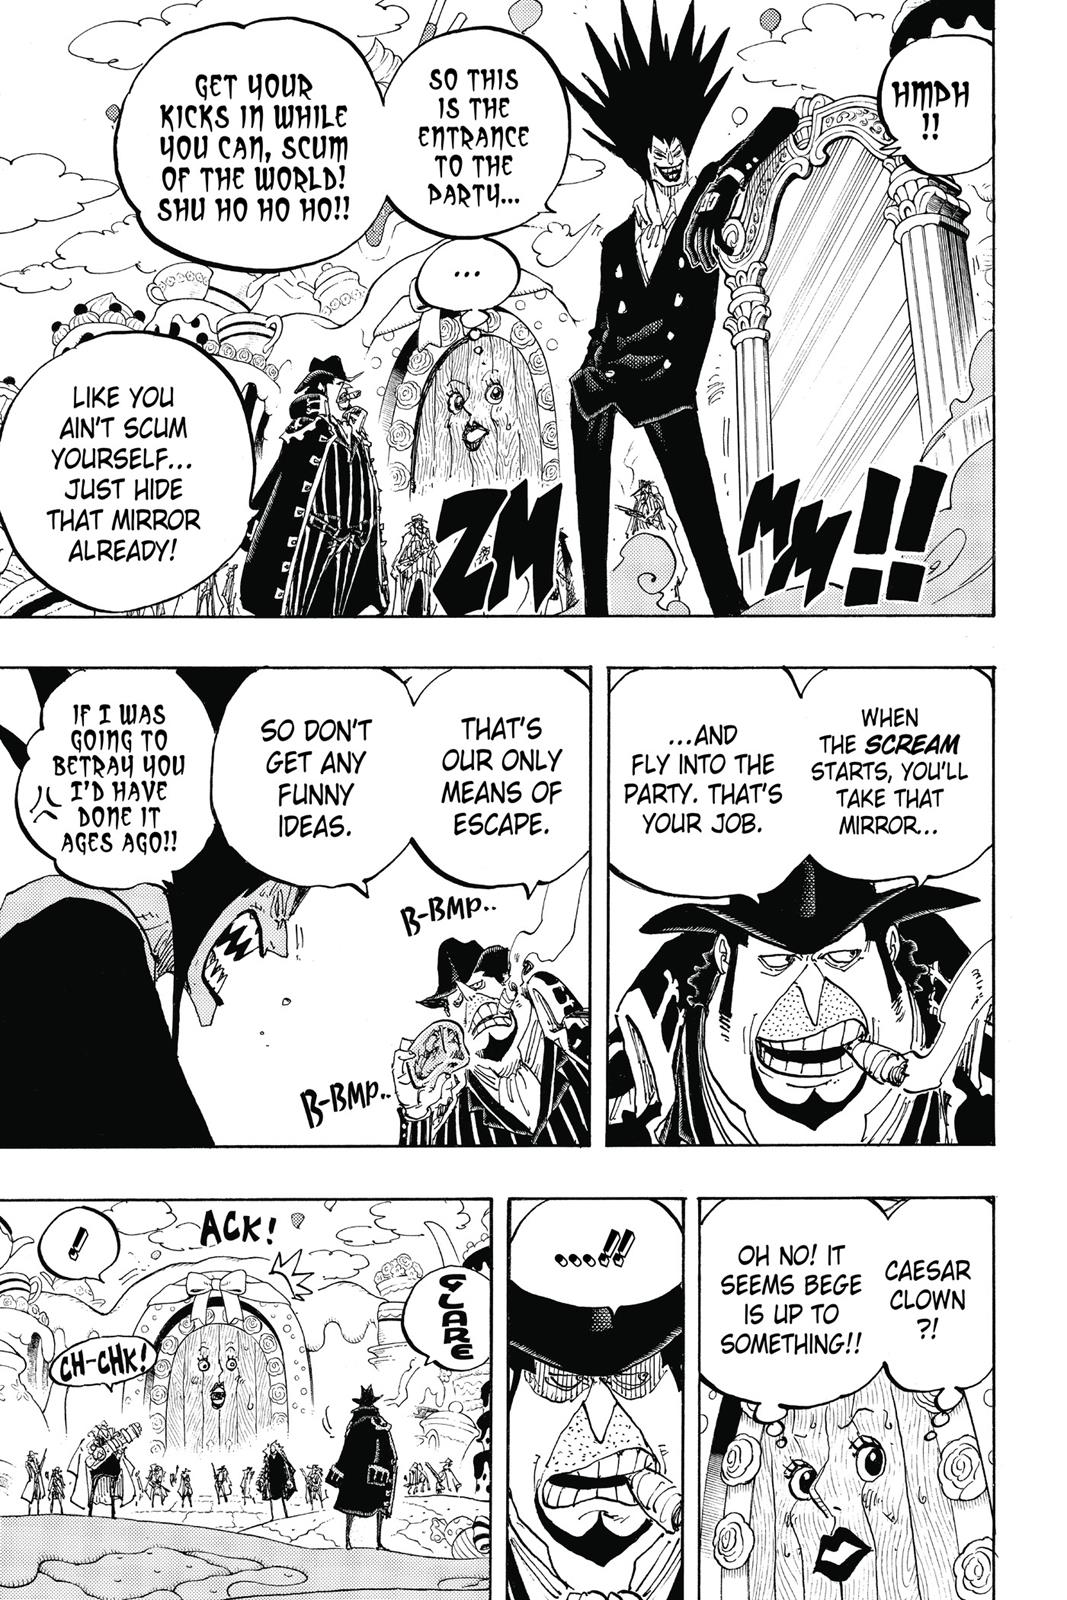 HMPH
!!
SO THIS
IS THE
ENTRANCE
TO THE
PARTY...
GET YOUR
KICKS IN WHILE
YOU CAN, SCUM
OF THE WORLD!
SHU HO HO HO!!
...
LIKE YOU
AIN'T SCUM
YOURSELF...
JUST HIDE
THAT MIRROR
ALREADY!
ZM
MM!!
WHEN
THE SCREAM
STARTS, YOU'LL
TAKE THAT
MIRROR...
...AND
FLY INTO THE
PARTY. THAT'S
YOUR JOB.
THAT'S
OUR ONLY
MEANS OF
ESCAPE.
SO DON'T
GET ANY
FUNNY
IDEAS.
B-BMP..
B-BMP..
IF I WAS
GOING TO
BETRAY YOU
I'D HAVE
DONE IT
AGES AGO!!
CAESAR
CLOWN
?!
OH NO! IT
SEEMS BEGE
IS UP TO
SOMETHING!!
....!!
GLARE
ACK!
!
CH-CHK!